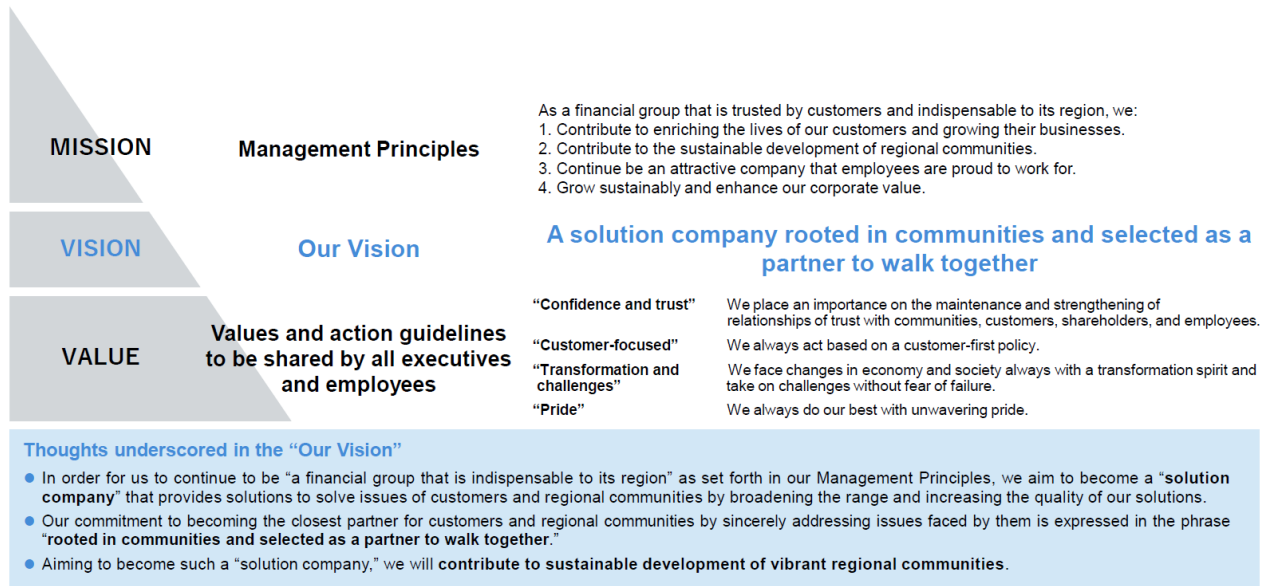 MISSION
Management Principles
As a financial group that is trusted by customers and indispensable to its region, we:
1. Contribute to enriching the lives of our customers and growing their businesses.
2. Contribute to the sustainable development of regional communities.
3. Continue be an attractive company that employees are proud to work for.
4. Grow sustainably and enhance our corporate value.
VISION
Our Vision
A solution company rooted in communities and selected as a
partner to walk together
VALUE
Values and action guidelines
to be shared by all executives
and employees
“Confidence and trust”
We place an importance on the maintenance and strengthening of
relationships of trust with communities, customers, shareholders, and employees.
“Customer-focused”
We always act based on a customer-first policy.
“Transformation and
challenges”
We face changes in economy and society always with a transformation spirit and
take on challenges without fear of failure.
“Pride”
We always do our best with unwavering pride.
Thoughts underscored in the “Our Vision”
● In order for us to continue to be “a financial group that is indispensable to its region” as set forth in our Management Principles, we aim to become a “solution
company” that provides solutions to solve issues of customers and regional communities by broadening the range and increasing the quality of our solutions.
● Our commitment to becoming the closest partner for customers and regional communities by sincerely addressing issues faced by them is expressed in the phrase
“rooted in communities and selected as a partner to walk together.”
● Aiming to become such a “solution company,” we will contribute to sustainable development of vibrant regional communities.